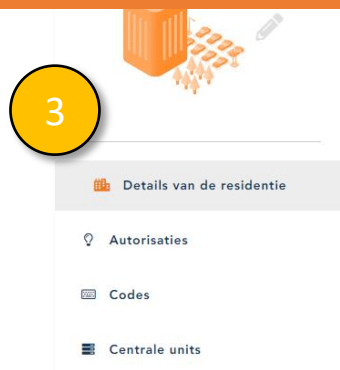 3
Details van de residentie
Autorisaties
Codes
Centrale units